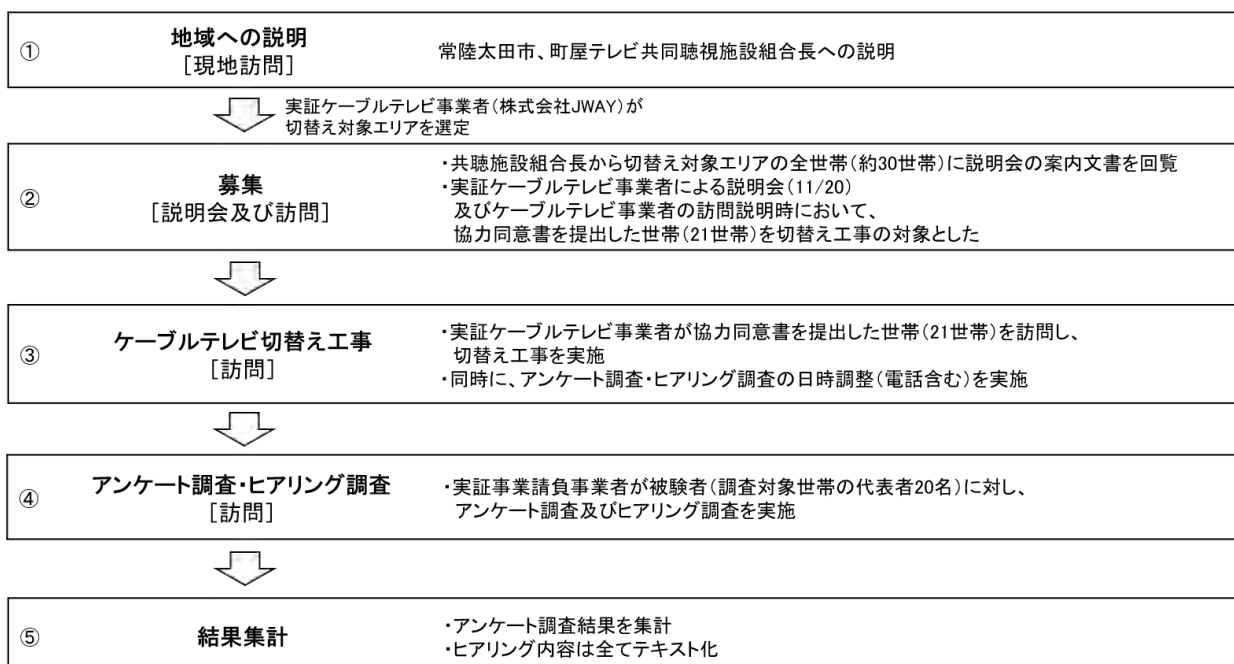 ①
地域への説明
[現地訪問]
常陸太田市、町屋テレビ共同聴視施設組合長への説明
実証ケーブルテレビ事業者(株式会社JWAY)が
切替え対象エリアを選定
②
募集
[説明会及び訪問]
・共聴施設組合長から切替え対象エリアの全世帯(約30世帯)に説明会の案内文書を回覧
・実証ケーブルテレビ事業者による説明会(11/20)
及びケーブルテレビ事業者の訪問説明時において、
協力同意書を提出した世帯(21世帯)を切替え工事の対象とした
③
ケーブルテレビ切替え工事
[訪問]
・実証ケーブルテレビ事業者が協力同意書を提出した世帯(21世帯)を訪問し、
切替え工事を実施
・同時に、アンケート調査・ヒアリング調査の日時調整(電話含む)を実施
④
アンケート調査・ヒアリング調査
[訪問]
・実証事業請負事業者が被験者(調査対象世帯の代表者20名)に対し、
アンケート調査及びヒアリング調査を実施
⑤
結果集計
・アンケート調査結果を集計
・ヒアリング内容は全てテキスト化